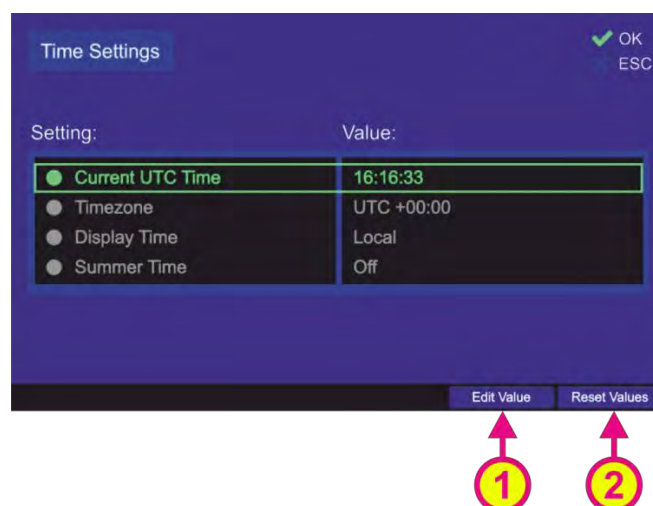 Time Settings
OK
ESC
Setting: Value:
Current UTC Time 16:16:33
Timezone UTC +00:00
Display Time Local
Summer Time Off
Edit Value Reset Values
1 2